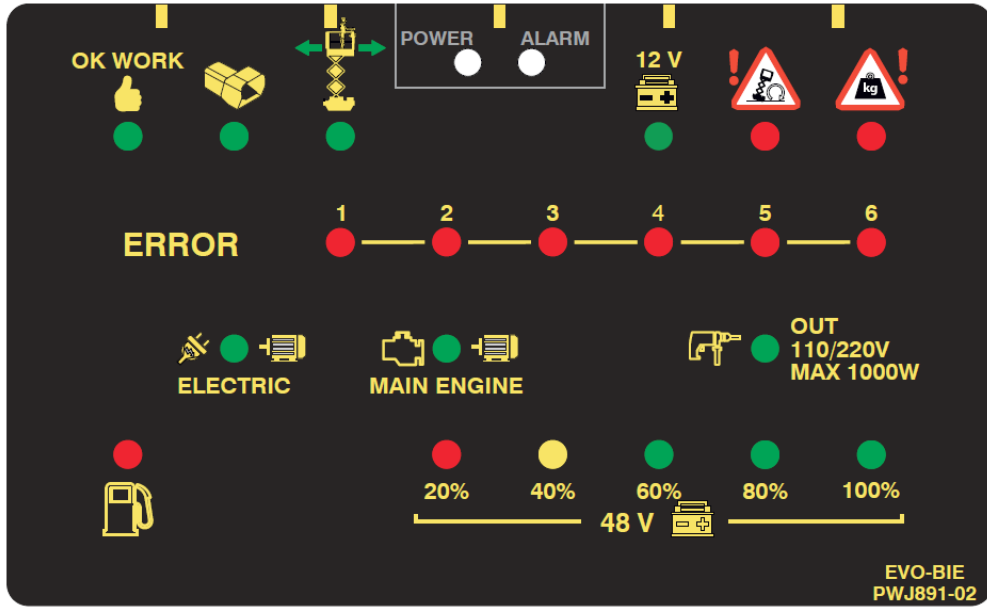 POWER ALARM
OK WORK
12 V
! !
kg
1 2 3 4 5 6
ERROR
OUT
110/220V
MAX 1000W
ELECTRIC
MAIN ENGINE
20% 40% 60% 80% 100%
48 V
EVO-BIE
PWJ891-02